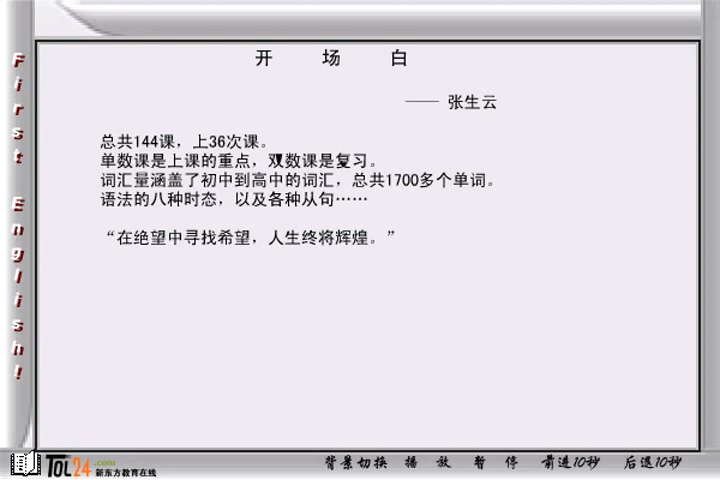 开 场 白
—— 张生云
总共144课，上36次课。
单数课是上课的重点，双数课是复习。
词汇量涵盖了初中到高中的词汇，总共1700多个单词。
语法的八种时态，以及各种从句……
“在绝望中寻找希望，人生终将辉煌。”
First English!
TOL24.com
新东方教育在线
背景切换 播 放 暂 停 前进10秒 后退10秒